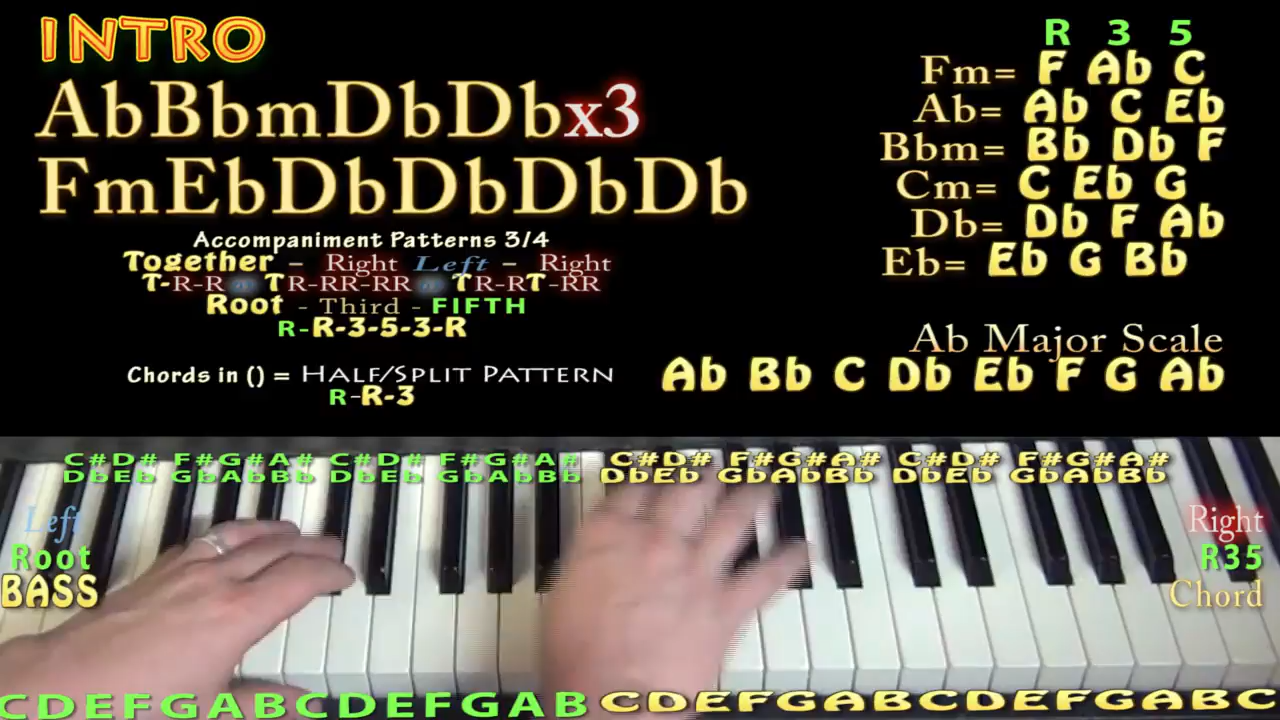 INTRO
AbBbmDbDbx3
FmEbDbDbDbDb
Accompaniment Patterns 3/4
Together - Right Left - Right
T-R-R TR-RR-RR TR-RT-RR
Root - Third - FIFTH
R-R-3-5-3-R
Chords in () = HALF/SPLIT PATTERN
R-R-3
R 3 5
Fm= F Ab C
Ab= Ab C Eb
Bbm= Bb Db F
Cm= C Eb G
Db= Db F Ab
Eb= Eb G Bb
Ab Major Scale
Ab Bb C Db Eb F G Ab
C#D# F#G#A# C#D# F#G#A# C#D# F#G#A# C#D# F#G#A#
DbEb GbAbBb DbEb GbAbBb DbEb GbAbBb DbEb GbAbBb
Left
Root
BASS
Right
R35
Chord
CDEFGABCDEFGAB CDEFGABCDEFGABC